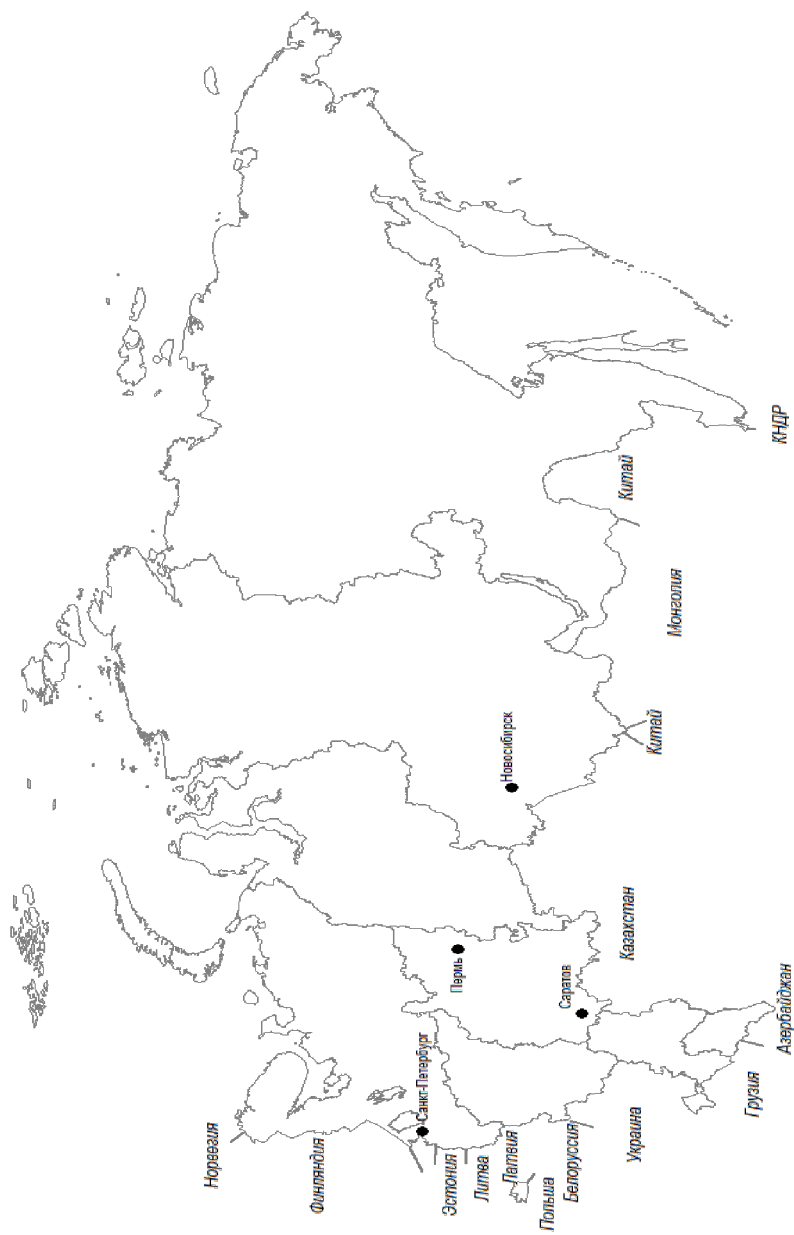 Норвегия
Финляндия
Санкт-Петербург
Эстония
Пермь
Литва
Новосибирск
Латвия
Польша
Саратов
Белоруссия
Китай
Казахстан
Украина
Китай
Монголия
Грузия
КНДР
Азербайджан